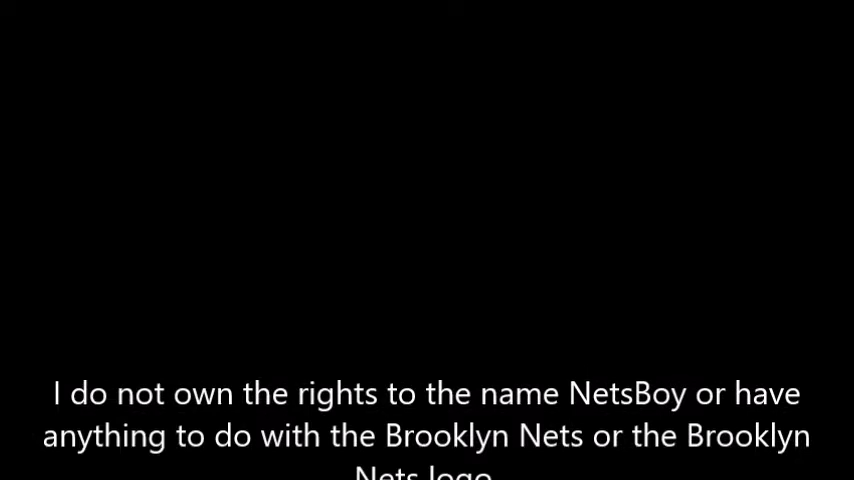 I do not own the rights to the name NetsBoy or have
anything to do with the Brooklyn Nets or the Brooklyn
Nets logo